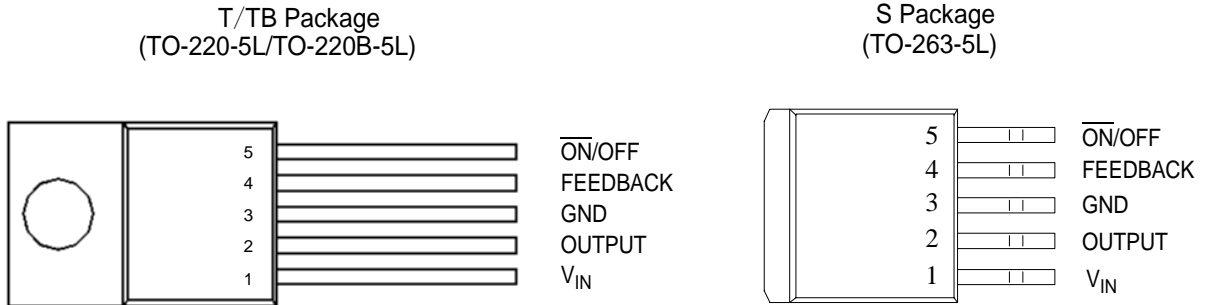 T/TB Package
(TO-220-5L/TO-220B-5L)
5 ON/OFF
4 FEEDBACK
3 GND
2 OUTPUT
1 VIN
S Package
(TO-263-5L)
5 ON/OFF
4 FEEDBACK
3 GND
2 OUTPUT
1 VIN